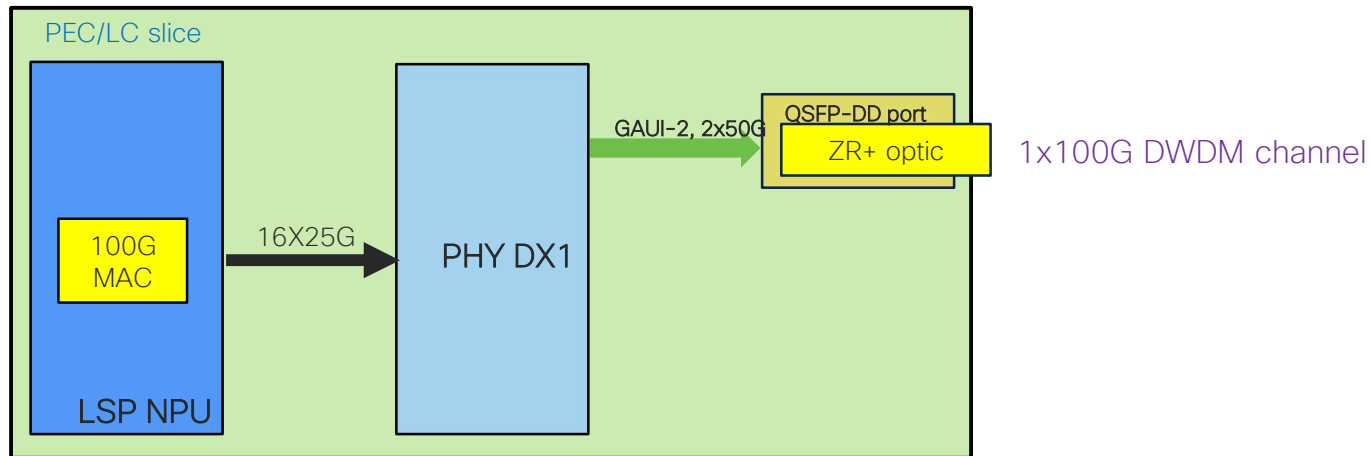 PEC/LC slice
100G
MAC
LSP NPU
16X25G
PHY DX1
GAUI-2, 2x50G
QSFP-DD port
ZR+ optic
1x100G DWDM channel